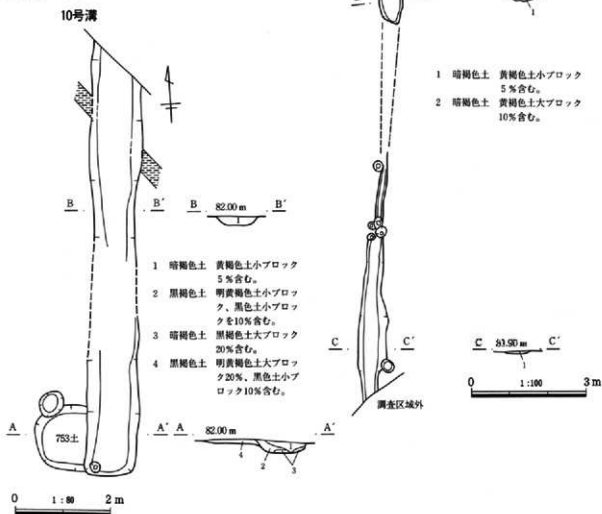 10号溝
B B′ B 82.00 m B′
1 暗褐色土 黄褐色土小ブロック
5%含む。
2 黒褐色土 明黄褐色土小ブロッ
ク、黒色土小ブロッ
クを10%含む。
3 暗褐色土 黒褐色土大ブロック
20%含む。
4 黒褐色土 明黄褐色土大ブロッ
ク20%、黒色土小ブ
ロック10%含む。
A 753土 A′ A 82.00 m A′
4 2 3
0 1:80 2 m
1
1 暗褐色土 黄褐色土小ブロック
5%含む。
2 暗褐色土 黄褐色土大ブロック
10%含む。
C C′ C 83.90 m C′
1
0 1:100 3 m
調査区域外